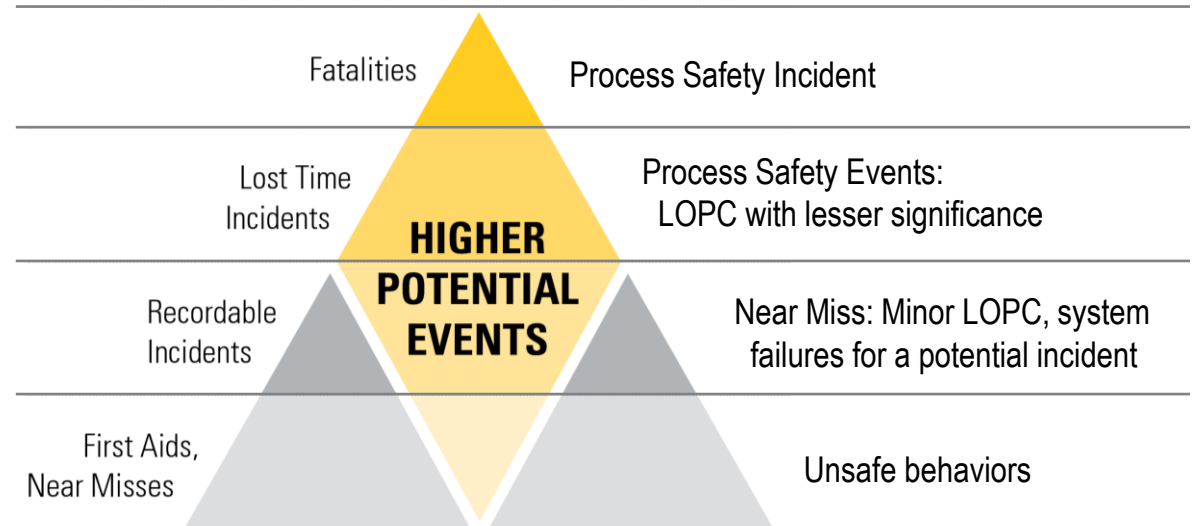 Fatalities
Process Safety Incident
Lost Time
Incidents
Process Safety Events:
LOPC with lesser significance
HIGHER
POTENTIAL
EVENTS
Recordable
Incidents
Near Miss: Minor LOPC, system
failures for a potential incident
First Aids,
Near Misses
Unsafe behaviors